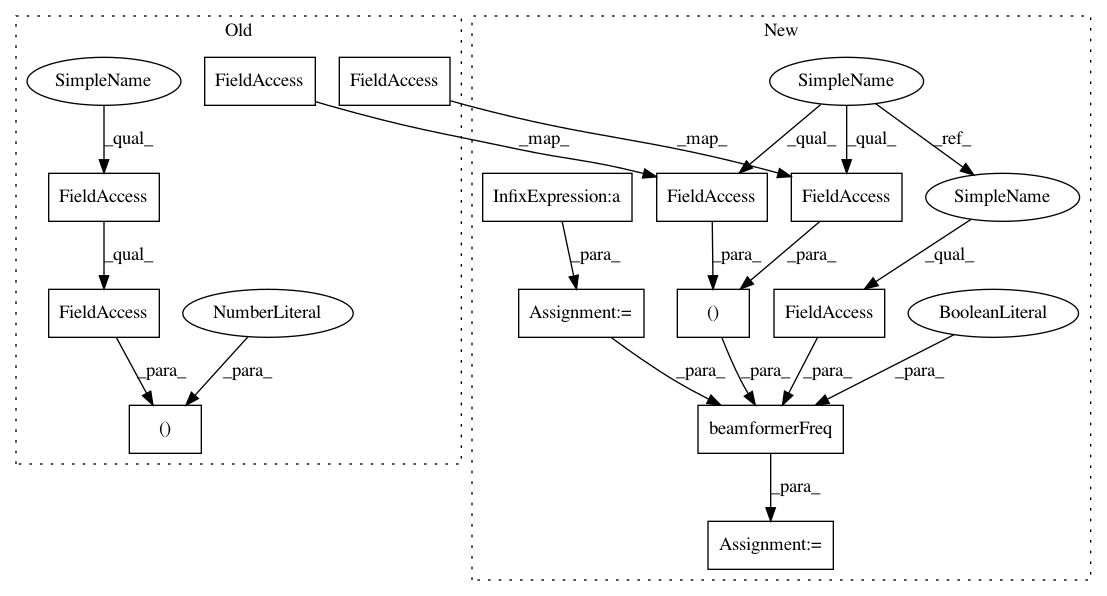 Old
New
SimpleName
FieldAccess
FieldAccess
SimpleName
_qual_
_map_
_map_
_qual_
_qual_
_ref_
FieldAccess
InfixExpression:a
FieldAccess
FieldAccess
SimpleName
_qual_
_para_
_para_
_para_
_qual_
FieldAccess
NumberLiteral
Assignment:=
()
FieldAccess
BooleanLiteral
_para_
_para_
_para_
_para_
_para_
_para_
()
beamformerFreq
_para_
Assignment:=